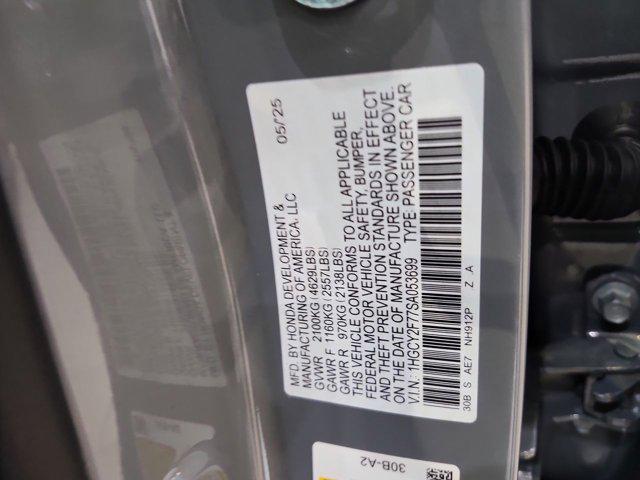 MFD. BY HONDA DEVELOPMENT & 05/25
MANUFACTURING OF AMERICA, LLC
GVWR 2100KG (4629LBS)
GAWR F 1160KG (2557LBS)
GAWR R 970KG (2138LBS)
THIS VEHICLE CONFORMS TO ALL APPLICABLE
FEDERAL MOTOR VEHICLE SAFETY, BUMPER,
AND THEFT PREVENTION STANDARDS IN EFFECT
ON THE DATE OF MANUFACTURE SHOWN ABOVE.
V.I.N.: 1HGCY2F77SA053699 TYPE: PASSENGER CAR
30B S AE7 NH912P Z A
30B-A2